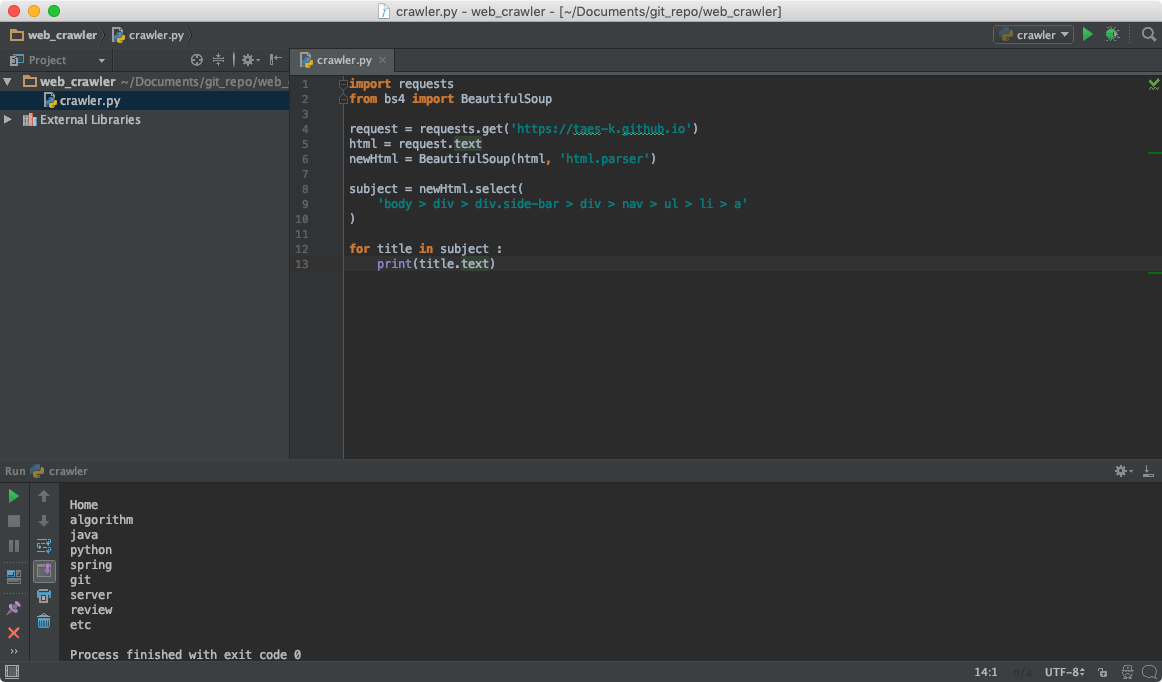 crawler.py - web_crawler - [~/Documents/git_repo/web_crawler]
web_crawler crawler.py crawler
Project crawler.py
web_crawler ~/Documents/git_repo/web_
crawler.py
External Libraries
1 import requests
2 from bs4 import BeautifulSoup
3
4 request = requests.get('https://taes-k.github.io')
5 html = request.text
6 newHtml = BeautifulSoup(html, 'html.parser')
7
8 subject = newHtml.select(
9     'body > div > div.side-bar > div > nav > ul > li > a'
10 )
11
12 for title in subject :
13     print(title.text)
Run crawler
Home
algorithm
java
python
spring
git
server
review
etc
Process finished with exit code 0
14:1 n/a UTF-8